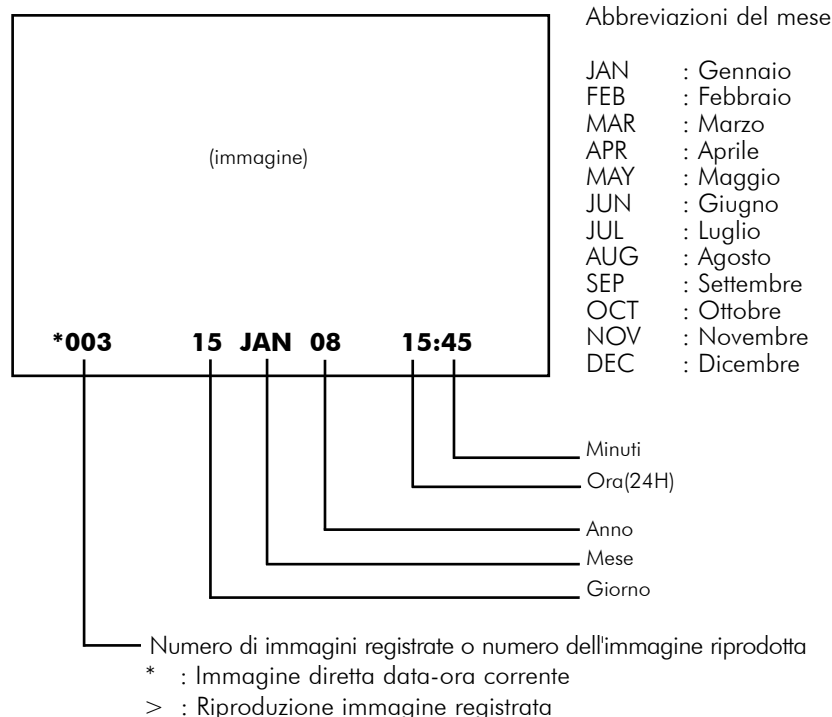 Abbreviazioni del mese
JAN : Gennaio
FEB : Febbraio
MAR : Marzo
APR : Aprile
MAY : Maggio
JUN : Giugno
JUL : Luglio
AUG : Agosto
SEP : Settembre
OCT : Ottobre
NOV : Novembre
DEC : Dicembre
(immagine)
*003 15 JAN 08 15:45
Minuti
Ora(24H)
Anno
Mese
Giorno
Numero di immagini registrate o numero dell'immagine riprodotta
* : Immagine diretta data-ora corrente
> : Riproduzione immagine registrata